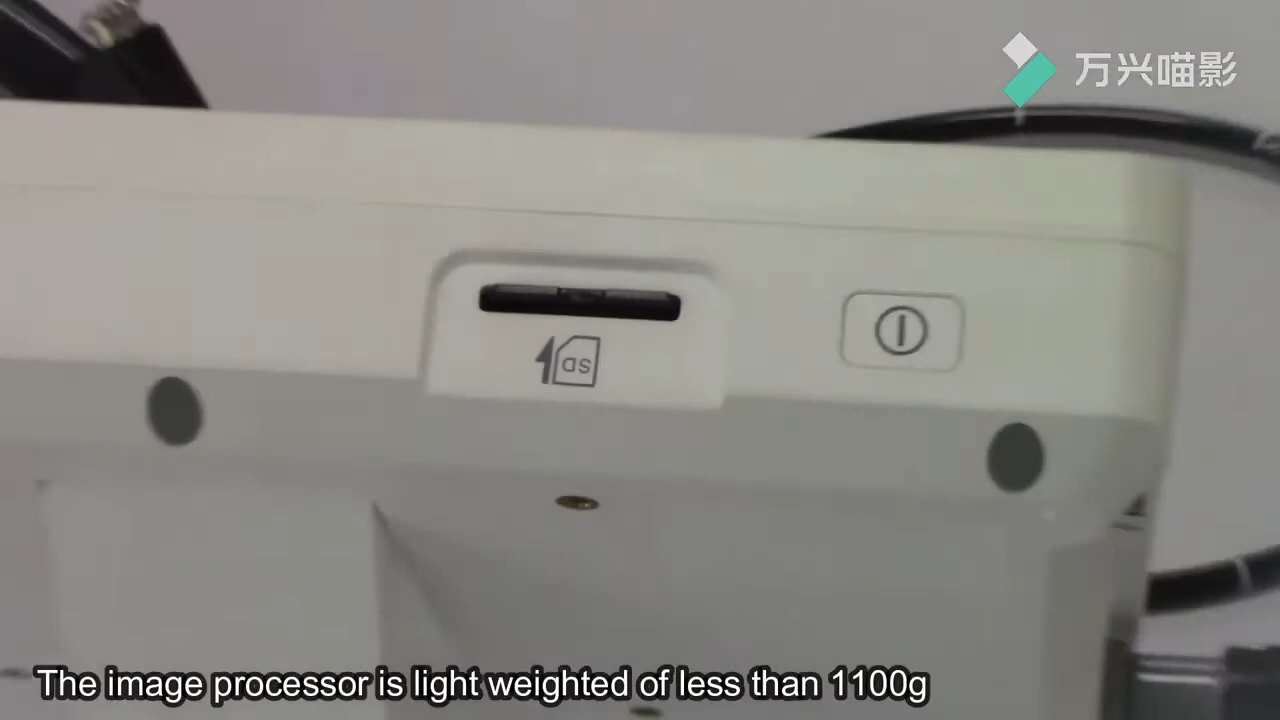 万兴喵影
SD
The image processor is light weighted of less than 1100g